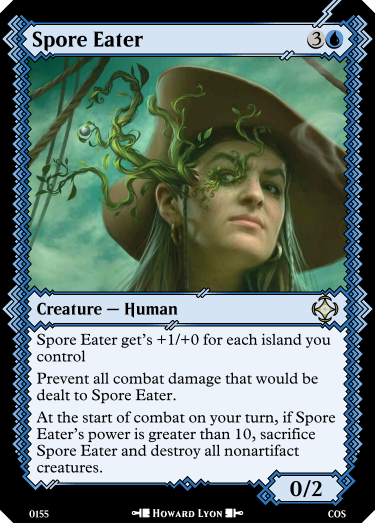 Spore Eater 3
Creature — Human
Spore Eater get's +1/+0 for each island you
control
Prevent all combat damage that would be
dealt to Spore Eater.
At the start of combat on your turn, if Spore
Eater's power is greater than 10, sacrifice
Spore Eater and destroy all nonartifact
creatures.
0/2
0155 Howard Lyon COS